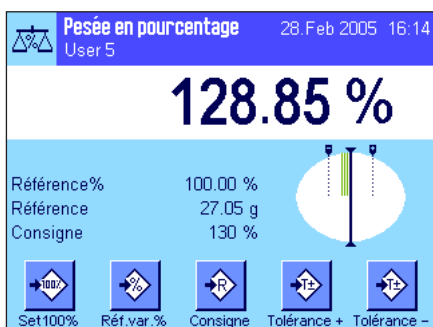 Pesée en pourcentage 28.Feb 2005 16:14
User 5
128.85 %
Référence% 100.00 %
Référence 27.05 g
Consigne 130 %
100% % R T± T±
Set100% Réf.var.% Consigne Tolérance + Tolérance –